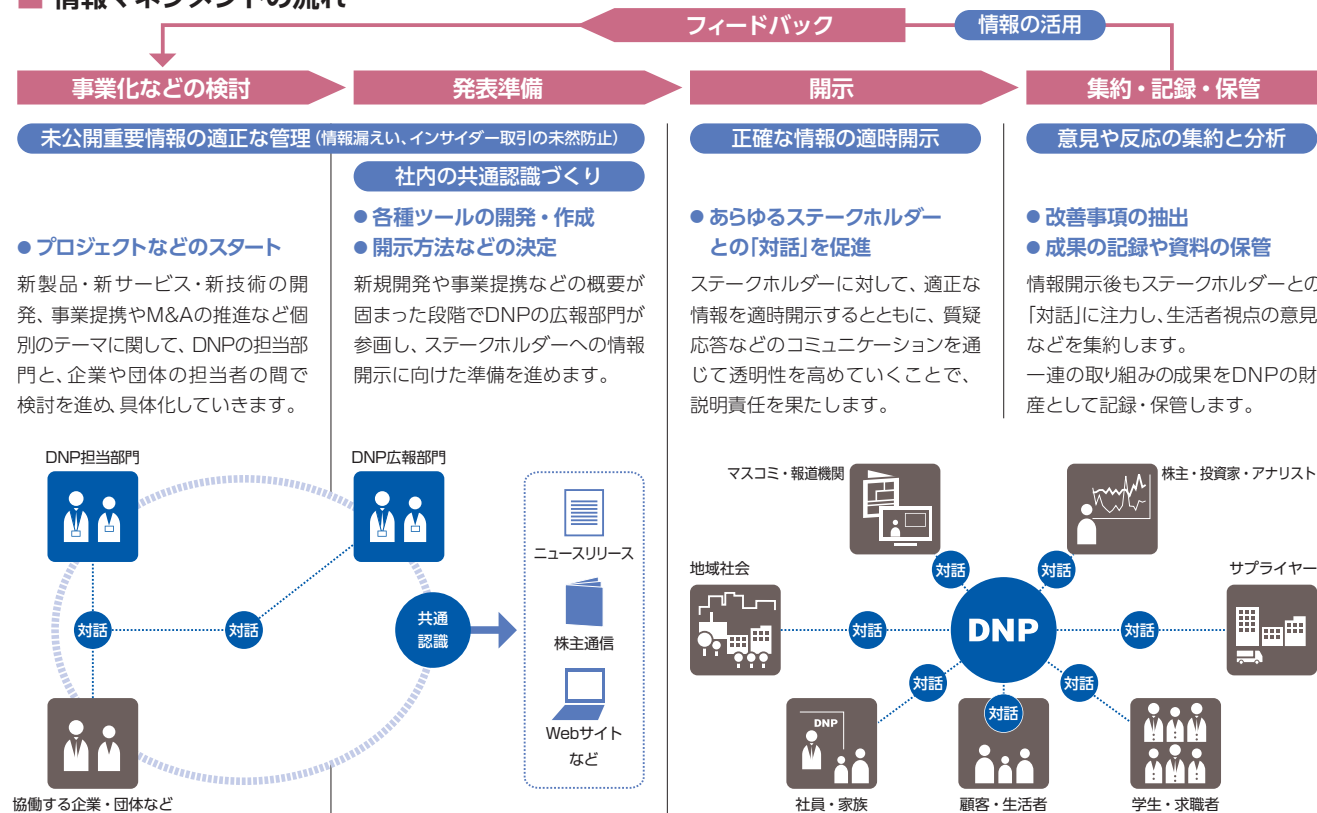 ■ 情報マネジメントの流れ
フィードバック
情報の活用
事業化などの検討
発表準備
開示
集約・記録・保管
未公開重要情報の適正な管理(情報漏えい、インサイダー取引の未然防止)
正確な情報の適時開示
意見や反応の集約と分析
社内の共通認識づくり
● プロジェクトなどのスタート
新製品・新サービス・新技術の開
発、事業提携やM&Aの推進など個
別のテーマに関して、DNPの担当部
門と、企業や団体の担当者の間で
検討を進め、具体化していきます。
● 各種ツールの開発・作成
● 開示方法などの決定
新規開発や事業提携などの概要が
固まった段階でDNPの広報部門が
参画し、ステークホルダーへの情報
開示に向けた準備を進めます。
● あらゆるステークホルダー
との「対話」を促進
ステークホルダーに対して、適正な
情報を適時開示するとともに、質疑
応答などのコミュニケーションを通
じて透明性を高めていくことで、
説明責任を果たします。
● 改善事項の抽出
● 成果の記録や資料の保管
情報開示後もステークホルダーとの
「対話」に注力し、生活者視点の意見
などを集約します。
一連の取り組みの成果をDNPの財
産として記録・保管します。
DNP担当部門
DNP広報部門
対話
対話
共通
認識
協働する企業・団体など
ニュースリリース
株主通信
Webサイト
など
マスコミ・報道機関
株主・投資家・アナリスト
地域社会
サプライヤー
対話
対話
対話
DNP
対話
対話
対話
対話
DNP
社員・家族
顧客・生活者
学生・求職者